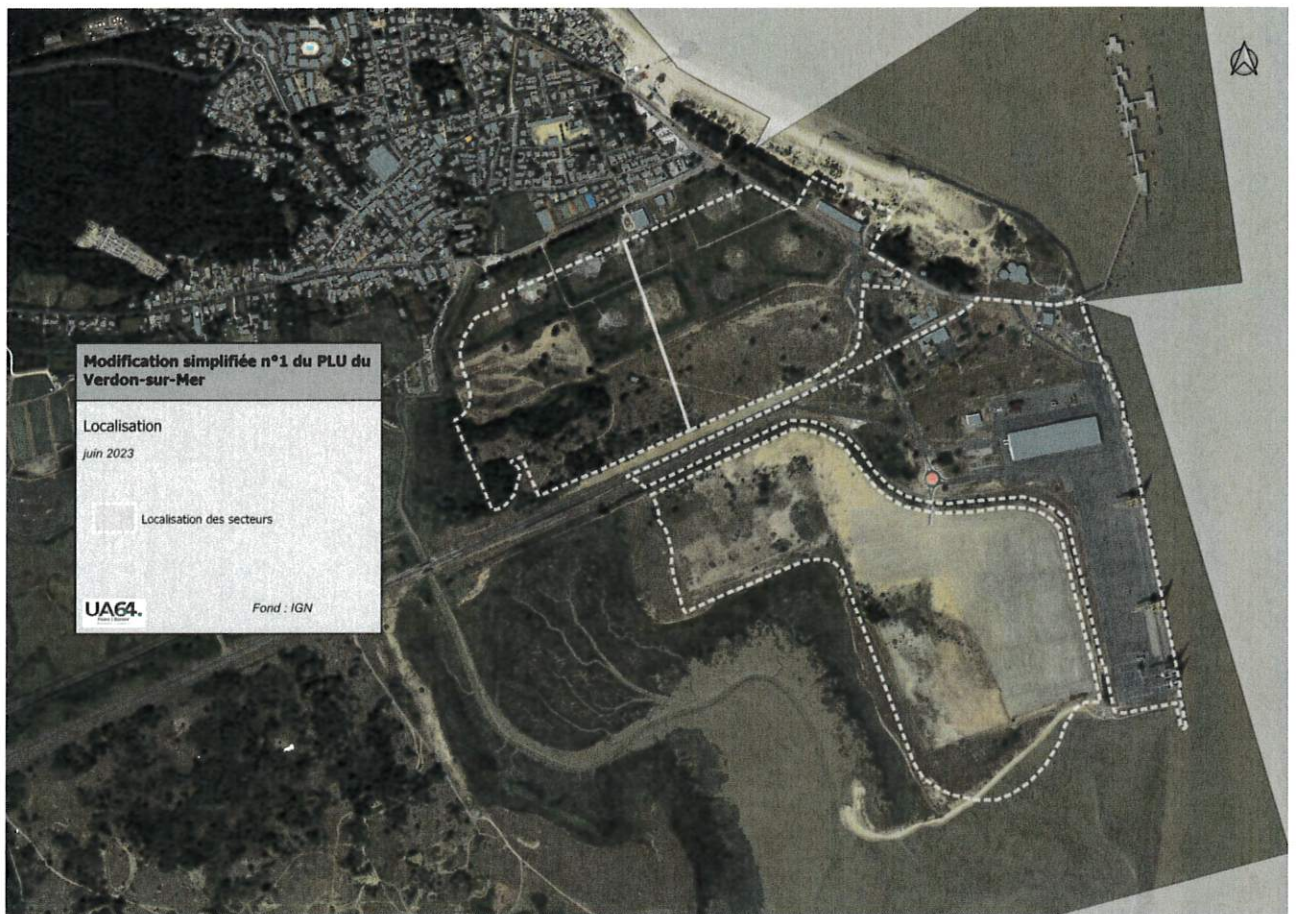 Modification simplifiée n°1 du PLU du
Verdon-sur-Mer
Localisation
juin 2023
Localisation des secteurs
UA64.
Fond : IGN